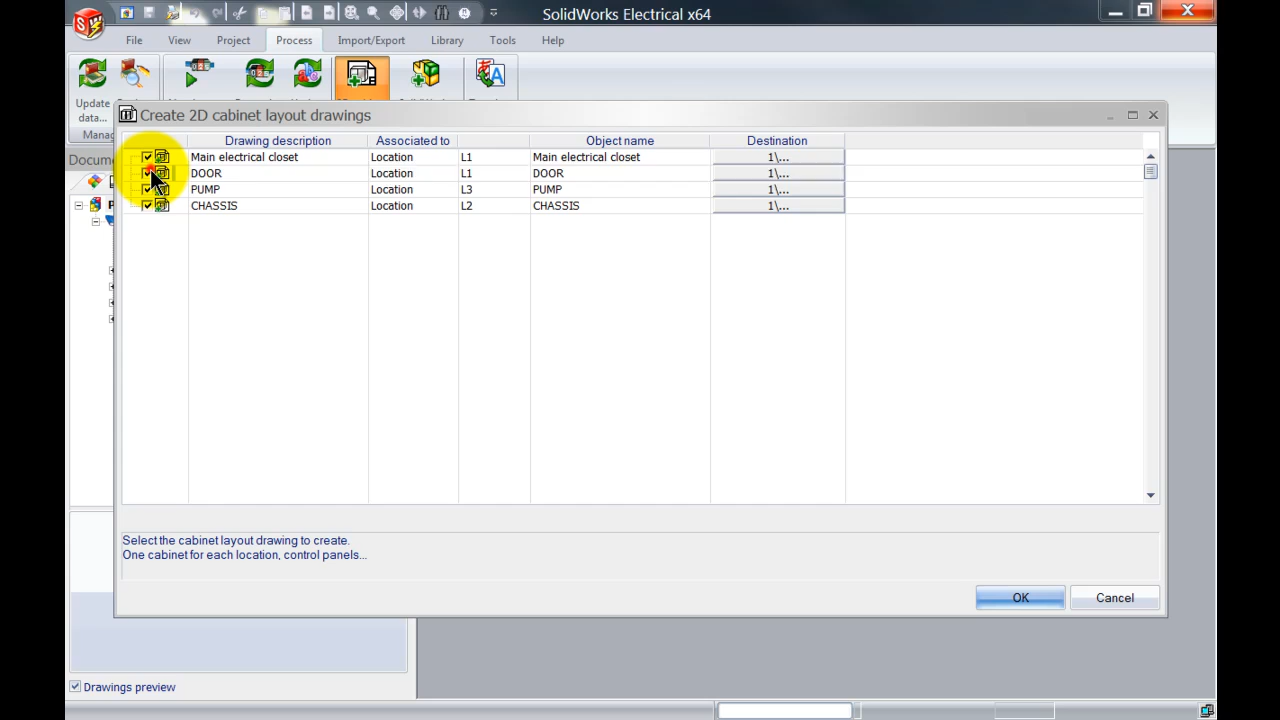 SolidWorks Electrical x64
File View Project Process Import/Export Library Tools Help
Update
data...
Create 2D cabinet layout drawings
Drawing description Associated to Object name Destination
Main electrical closet Location L1 Main electrical closet 1\...
DOOR Location L1 DOOR 1\...
PUMP Location L3 PUMP 1\...
CHASSIS Location L2 CHASSIS 1\...
Select the cabinet layout drawing to create.
One cabinet for each location, control panels...
OK Cancel
Drawings preview